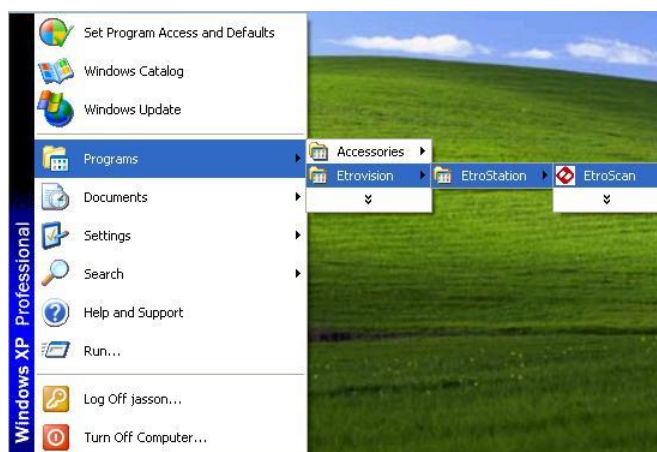 Set Program Access and Defaults
Windows Catalog
Windows Update
Programs
Accessories
Etrovision
EtroStation
EtroScan
Documents
Settings
Search
Help and Support
Run...
Log Off jasson...
Turn Off Computer...
Windows XP Professional